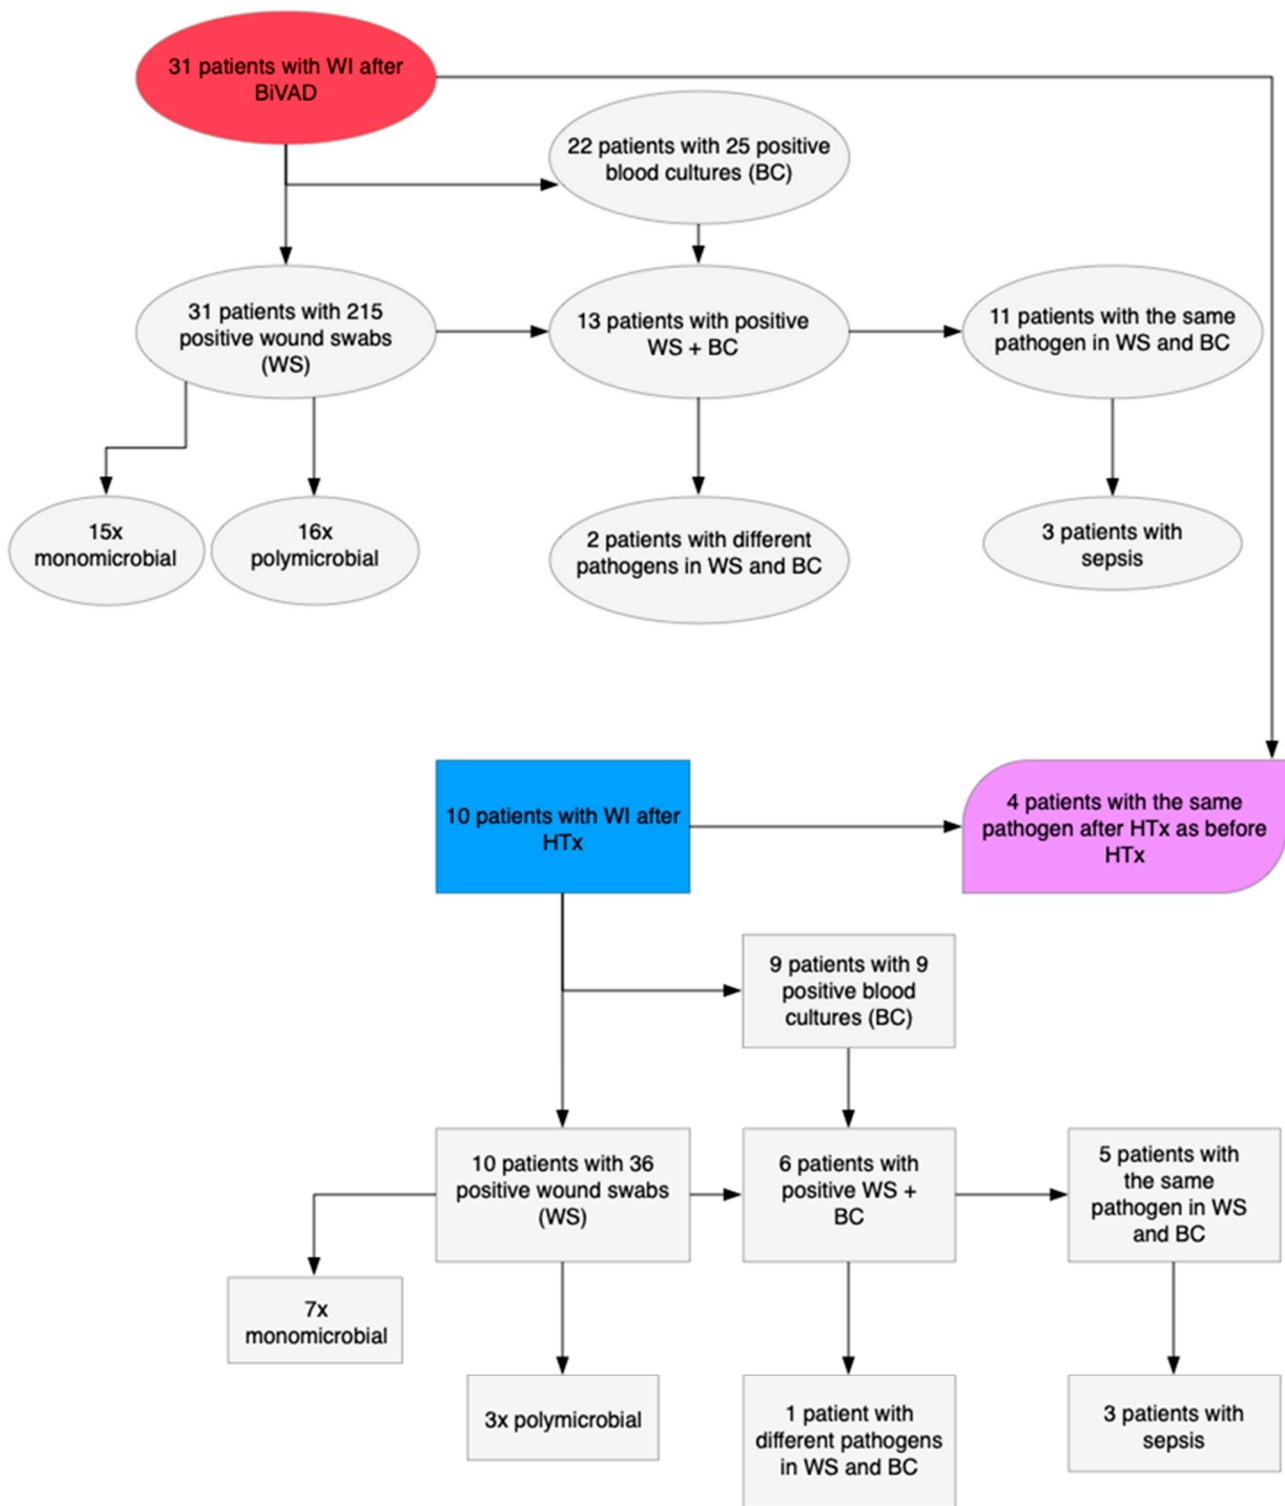 31 patients with WI after
BiVAD
22 patients with 25 positive
blood cultures (BC)
31 patients with 215
positive wound swabs
(WS)
13 patients with positive
WS + BC
11 patients with the same
pathogen in WS and BC
15x
monomicrobial
16x
polymicrobial
2 patients with different
pathogens in WS and BC
3 patients with
sepsis
10 patients with WI after
HTx
4 patients with the same
pathogen after HTx as before
HTx
9 patients with 9
positive blood
cultures (BC)
10 patients with 36
positive wound swabs
(WS)
6 patients with
positive WS +
BC
5 patients with
the same
pathogen in WS
and BC
7x
monomicrobial
3x polymicrobial
1 patient with
different pathogens
in WS and BC
3 patients with
sepsis